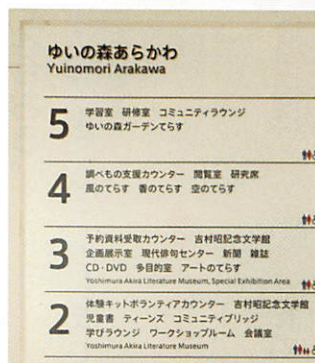 ゆいの森あらかわ
Yuinomori Arakawa
5
学習室 研修室 コミュニティラウンジ
ゆいの森ガーデンてらす
4
調べもの支援カウンター 閲覧室 研究席
風のてらす 香のてらす 空のてらす
3
予約資料受取カウンター 吉村昭記念文学館
企画展示室 現代俳句センター 新聞 雑誌
CD・DVD 多目的室 アートのてらす
Yoshimura Akira Literature Museum, Special Exhibition Area
2
体験キットボランティアカウンター 吉村昭記念文学館
児童書 ティーンズ コミュニティブリッジ
学びラウンジ ワークショップルーム 会議室
Yoshimura Akira Literature Museum